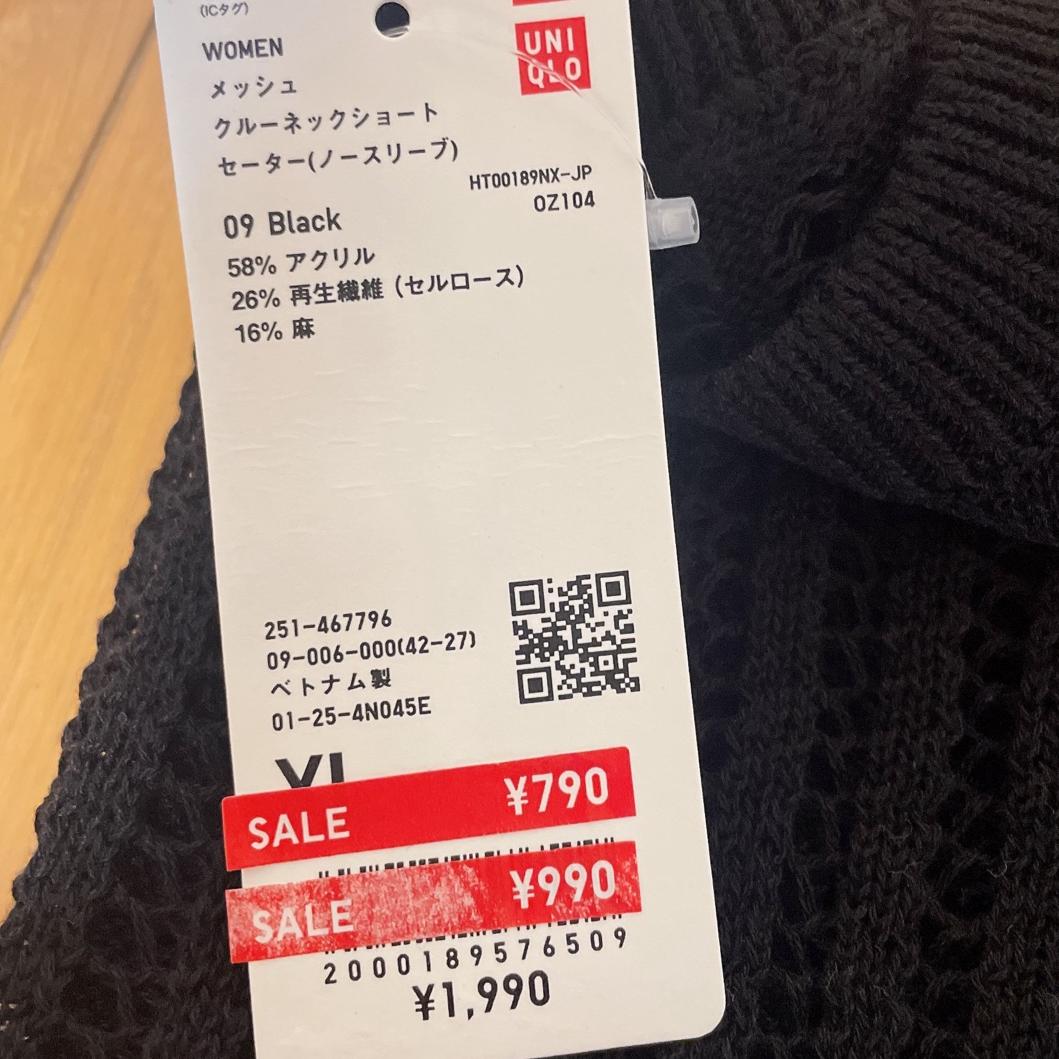 (ICタグ)
UNI
QLO
WOMEN
メッシュ
クルーネックショート
セーター(ノースリーブ)
HT00189NX-JP
OZ104
09 Black
58% アクリル
26% 再生繊維 (セルロース)
16% 麻
251-467796
09-006-000(42-27)
ベトナム製
01-25-4N045E
XL
SALE ¥790
SALE ¥990
2000189576509
¥1,990